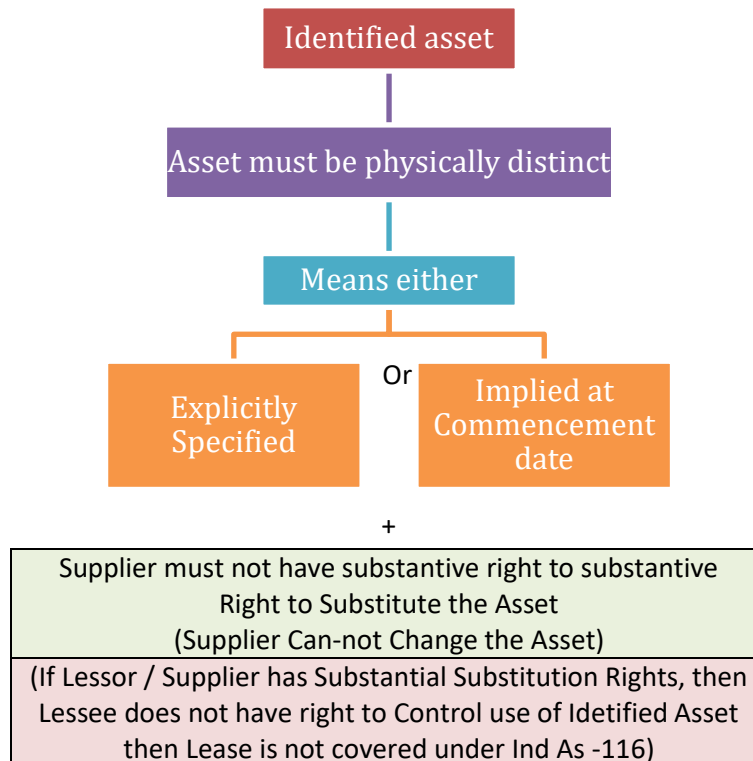 Identified asset
Asset must be physically distinct
Means either
Explicitly
Specified
Or
Implied at
Commencement
date
+
Supplier must not have substantive right to substantive
Right to Substitute the Asset
(Supplier Can-not Change the Asset)
(If Lessor / Supplier has Substantial Substitution Rights, then
Lessee does not have right to Control use of Idetified Asset
then Lease is not covered under Ind As -116)